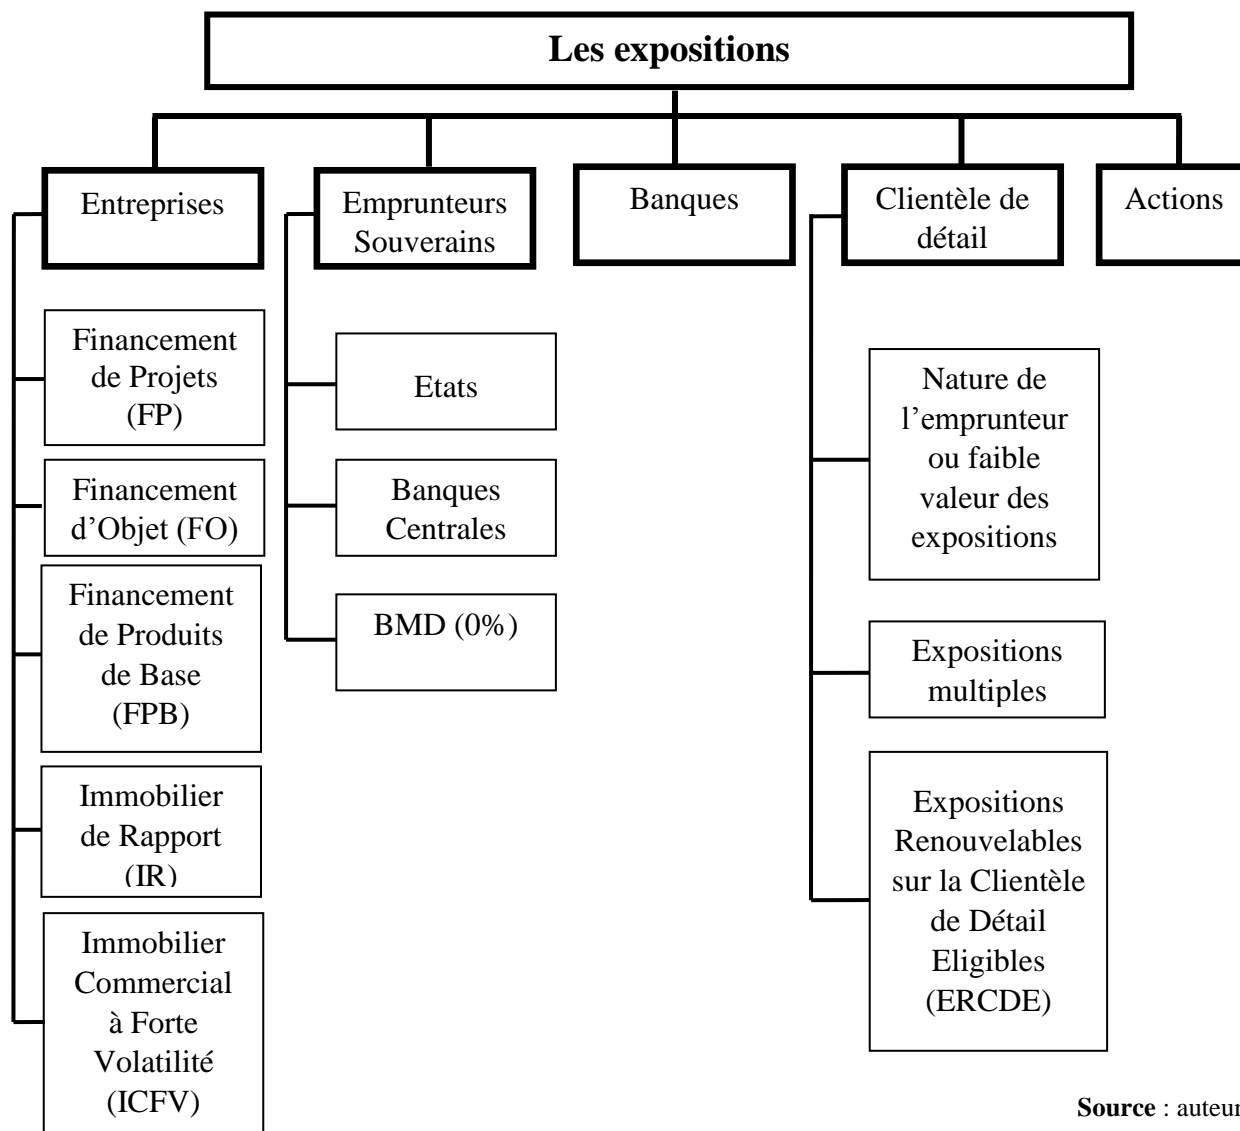 Les expositions
Entreprises
Emprunteurs
Souverains
Banques
Clientèle de
détail
Actions
Financement
de Projets
(FP)
Financement
d’Objet (FO)
Financement
de Produits
de Base
(FPB)
Immobilier
de Rapport
(IR)
Immobilier
Commercial
à Forte
Volatilité
(ICFV)
Etats
Banques
Centrales
BMD (0%)
Nature de
l’emprunteur
ou faible
valeur des
expositions
Expositions
multiples
Expositions
Renouvelables
sur la Clientèle
de Détail
Eligibles
(ERCDE)
Source : auteur